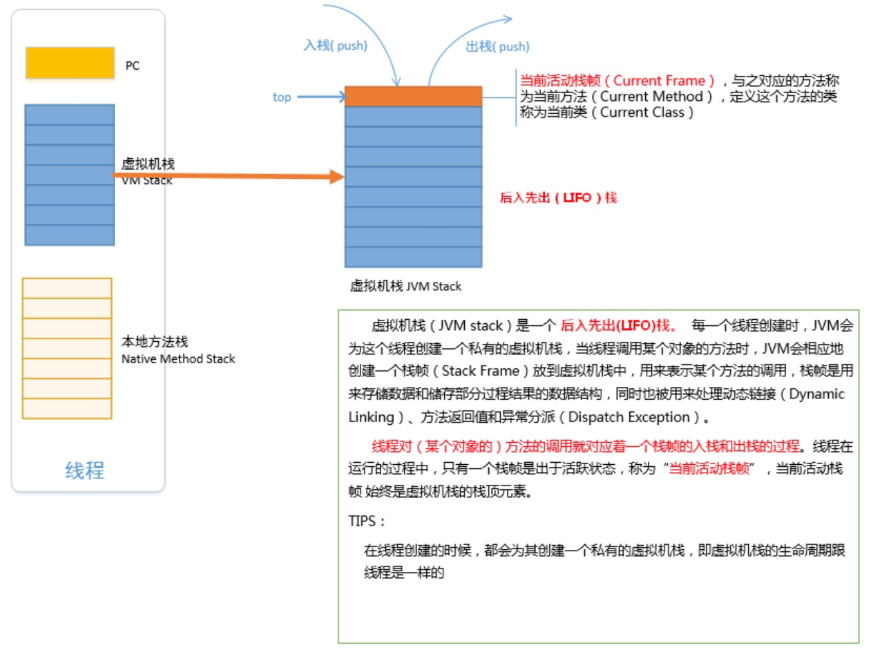 入栈( push)
出栈( push)
PC
top
当前活动栈帧（Current Frame），与之对应的方法称
为当前方法（Current Method），定义这个方法的类
称为当前类（Current Class）
虚拟机栈
VM Stack
后入先出（LIFO）栈
虚拟机栈 JVM Stack
本地方法栈
Native Method Stack
线程
虚拟机栈（JVM stack）是一个 后入先出(LIFO)栈。 每一个线程创建时，JVM会
为这个线程创建一个私有的虚拟机栈，当线程调用某个对象的方法时，JVM会相应地
创建一个栈帧（Stack Frame）放到虚拟机栈中，用来表示某个方法的调用，栈帧是用
来存储数据和储存部分过程结果的数据结构，同时也被用来处理动态链接（Dynamic
Linking）、方法返回值和异常分派（Dispatch Exception）。
线程对（某个对象的）方法的调用就对应着一个栈帧的入栈和出栈的过程。线程在
运行的过程中，只有一个栈帧是出于活跃状态，称为“当前活动栈帧”，当前活动栈
帧 始终是虚拟机栈的栈顶元素。
TIPS：
在线程创建的时候，都会为其创建一个私有的虚拟机栈，即虚拟机栈的生命周期跟
线程是一样的